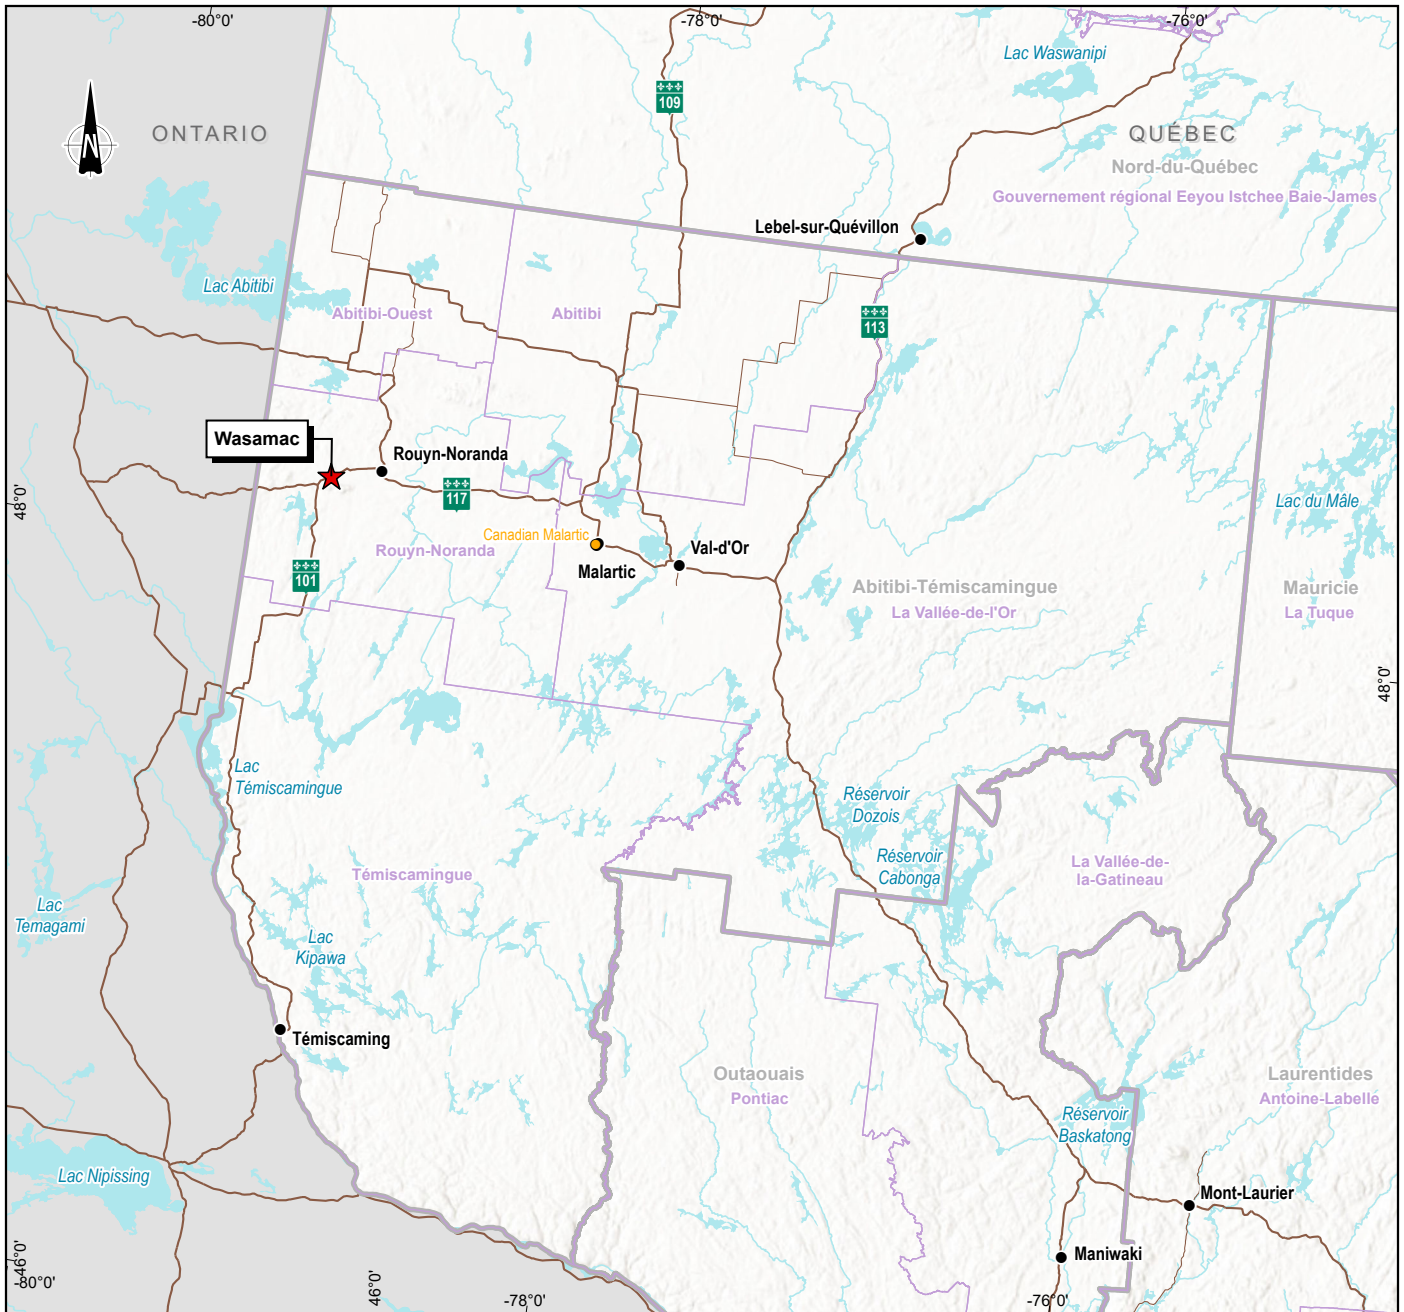 -80°0'
-78°0'
-76°0'
Lac Waswanipi
109
N
ONTARIO
QUÉBEC
Nord-du-Québec
Gouvernement régional Eeyou Istchee Baie-James
Lebel-sur-Quévillon
Lac Abitibi
Abitibi-Ouest
Abitibi
113
Wasamac
Rouyn-Noranda
117
48°0'
Lac du Mâle
Canadian Malartic
Rouyn-Noranda
Val-d'Or
Malartic
101
Abitibi-Témiscamingue
La Vallée-de-l'Or
Mauricie
La Tuque
48°0'
Lac
Témiscamingue
Réservoir
Dozois
Réservoir
Cabonga
La Vallée-de-
la-Gatineau
Témiscamingue
Lac
Temagami
Lac
Kipawa
Témiscaming
Outaouais
Pontiac
Laurentides
Antoine-Labelle
Réservoir
Baskatong
Lac Nipissing
Mont-Laurier
Maniwaki
46°0'
-80°0'
46°0'
-78°0'
-76°0'